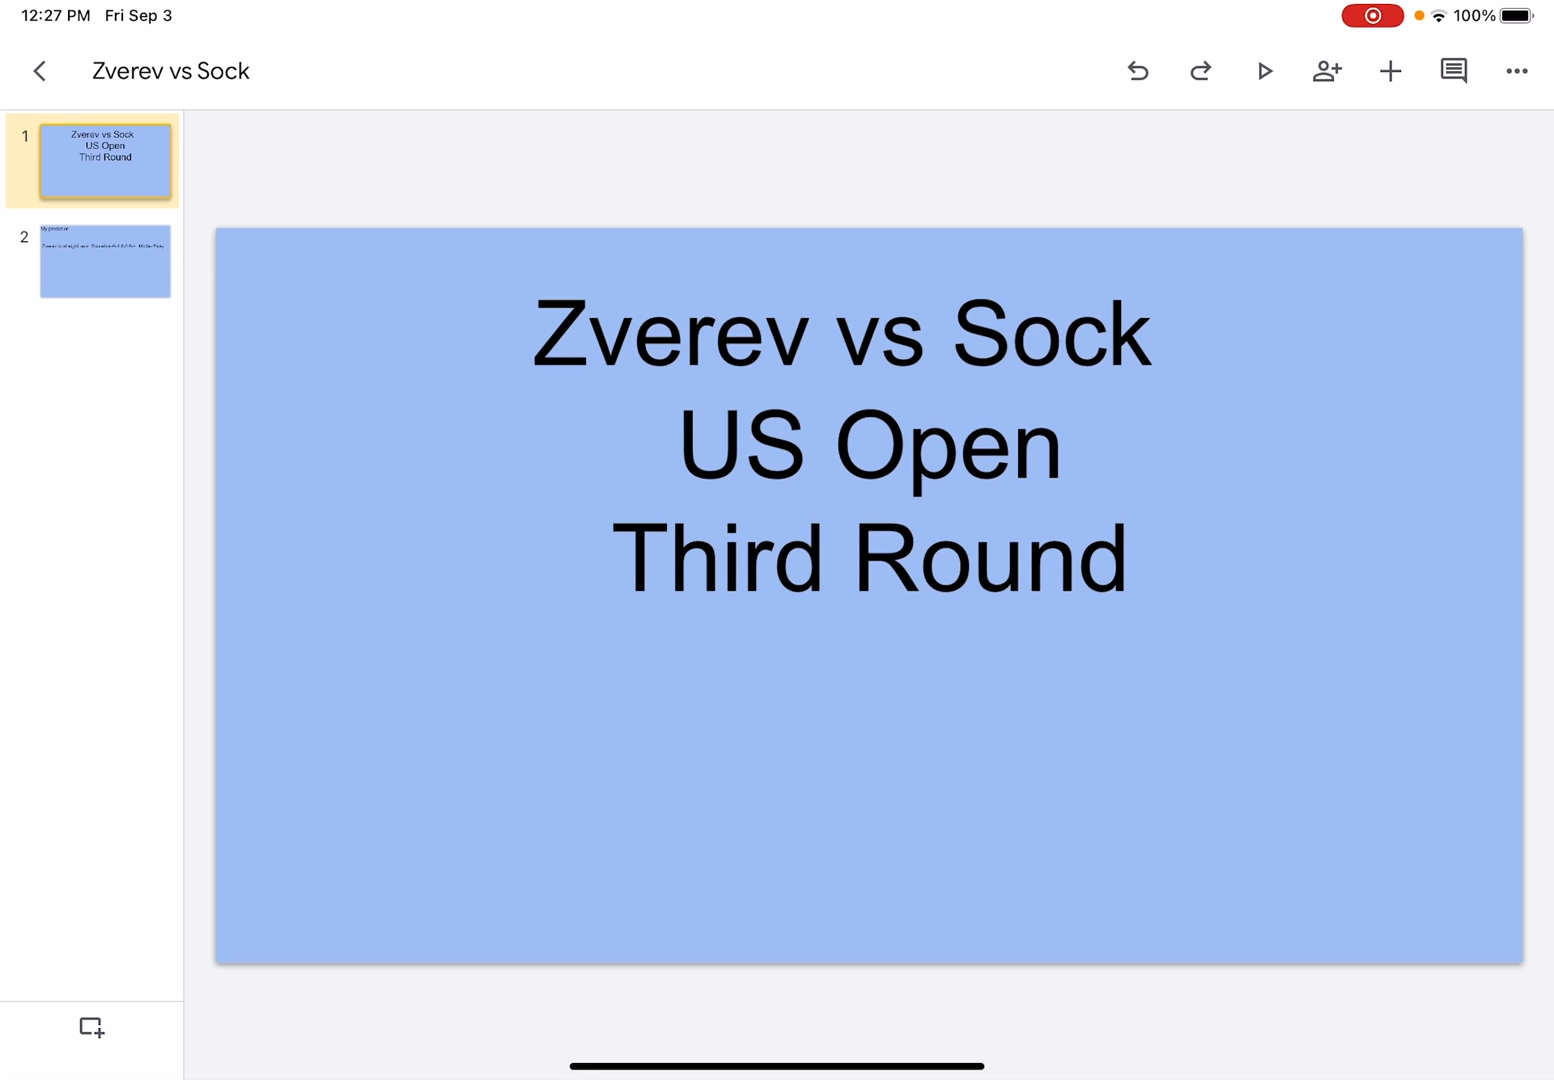 12:27 PM Fri Sep 3
100%
Zverev vs Sock
1
Zverev vs Sock
US Open
Third Round
2
My
Zverev vs Sock
US Open
Third Round